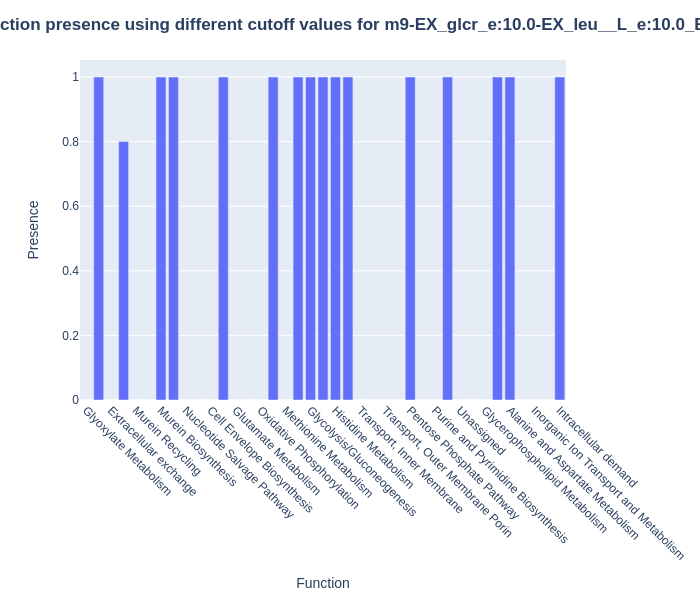 ction presence using different cutoff values for m9-EX_glcr_e:10.0-EX_leu__L_e:10.0_E
1
0.8
0.6
0.4
0.2
0
Presence
Glyoxylate Metabolism
Extracellular exchange
Murein Recycling
Murein Biosynthesis
Nucleotide Salvage Pathway
Cell Envelope Biosynthesis
Glutamate Metabolism
Oxidative Phosphorylation
Methionine Metabolism
Glycolysis/Gluconeogenesis
Histidine Metabolism
Transport, Inner Membrane
Transport, Outer Membrane Porin
Pentose Phosphate Pathway
Purine and Pyrimidine Biosynthesis
Unassigned
Glycerophospholipid Metabolism
Alanine and Aspartate Metabolism
Inorganic Ion Transport and Metabolism
Intracellular demand
Function